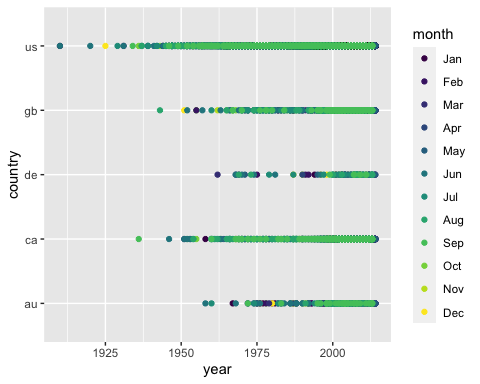 us
gb
de
ca
au
country
1925
1950
1975
2000
year
month
Jan
Feb
Mar
Apr
May
Jun
Jul
Aug
Sep
Oct
Nov
Dec